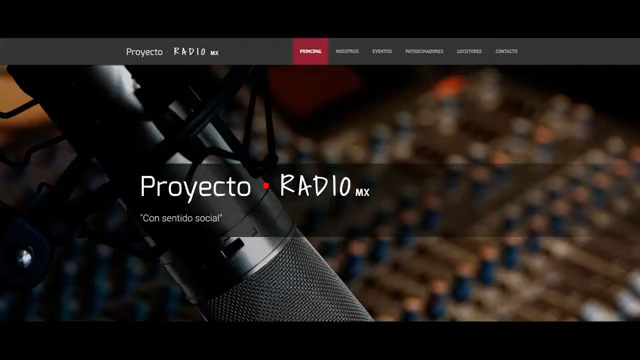 Proyecto · RADIO MX
PRINCIPAL NOSOTROS EVENTOS PATROCINADORES LOCUTORES CONTACTO
Proyecto • RADIO MX
"Con sentido social"